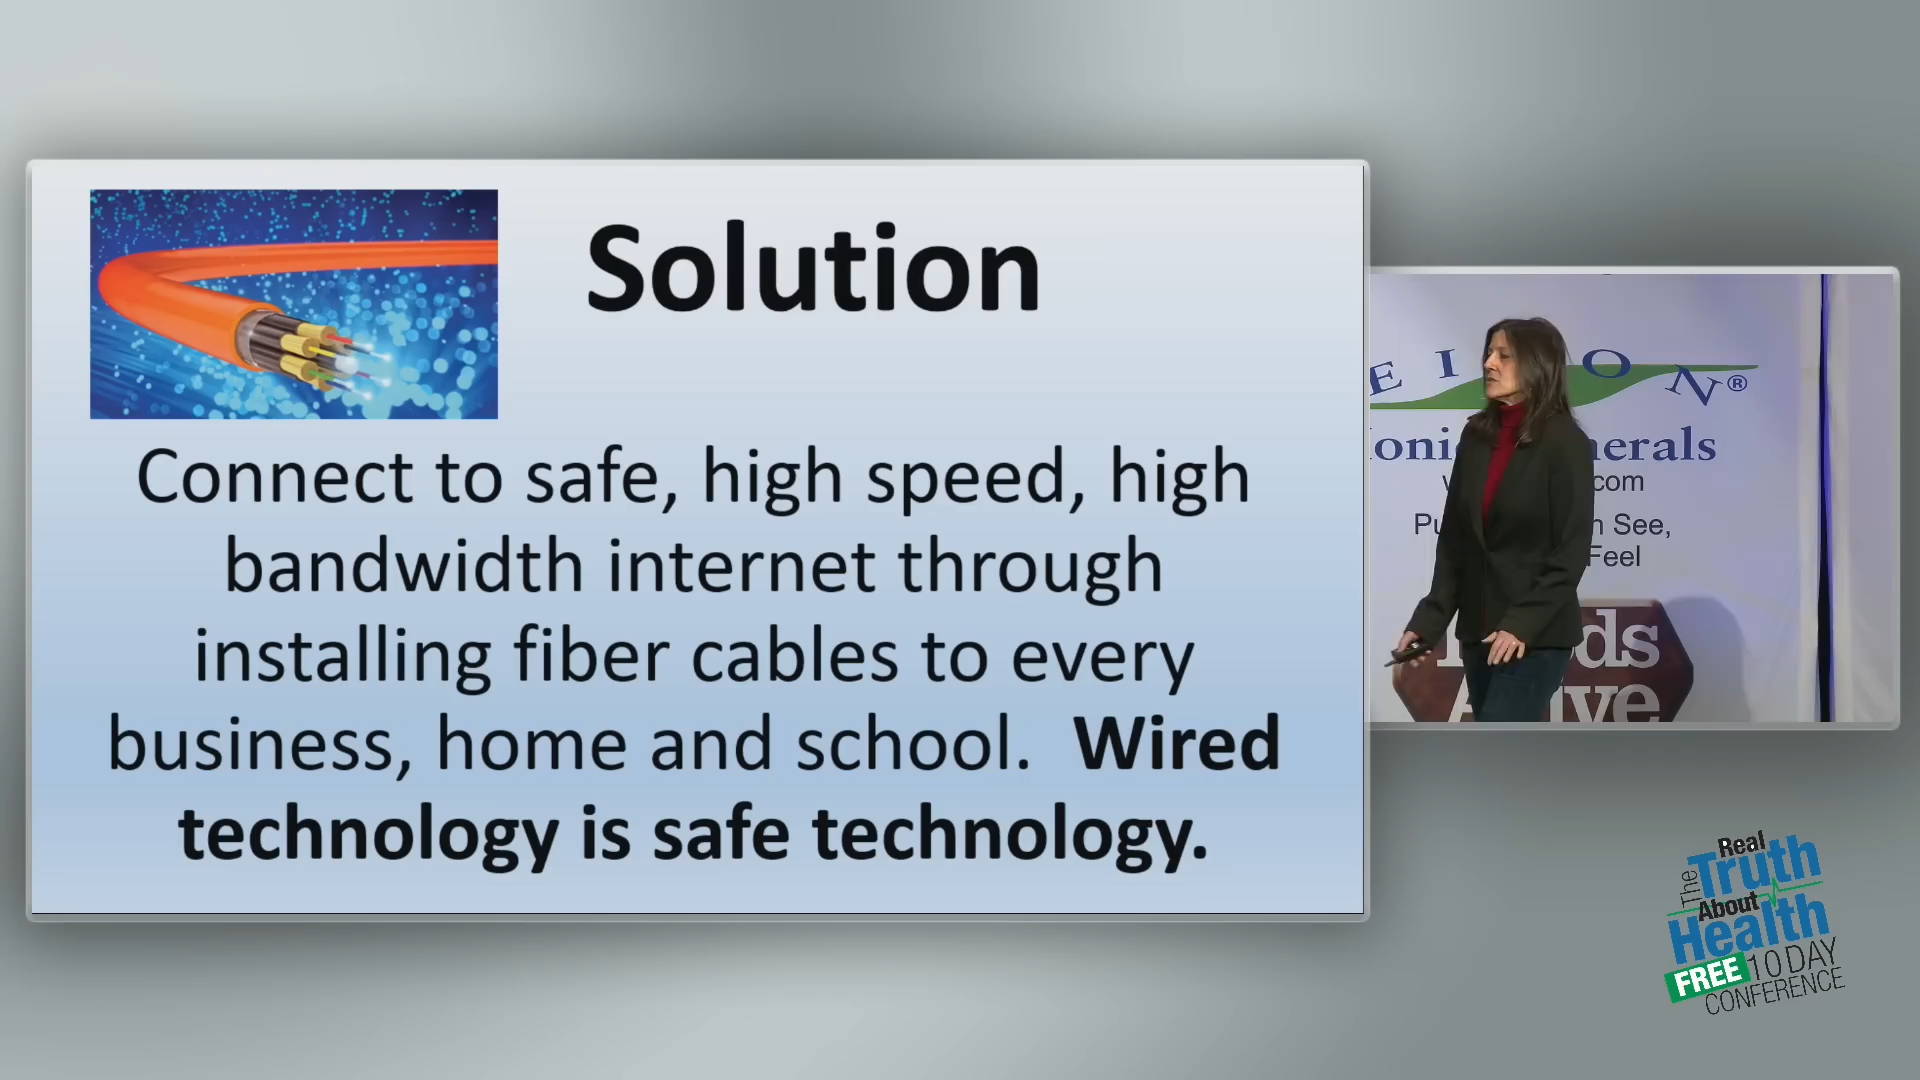 Solution
Connect to safe, high speed, high
bandwidth internet through
installing fiber cables to every
business, home and school. Wired
technology is safe technology.
E I O N®
.com
See,
Feel
The
Real
Truth
About
Health
FREE 10 DAY
CONFERENCE